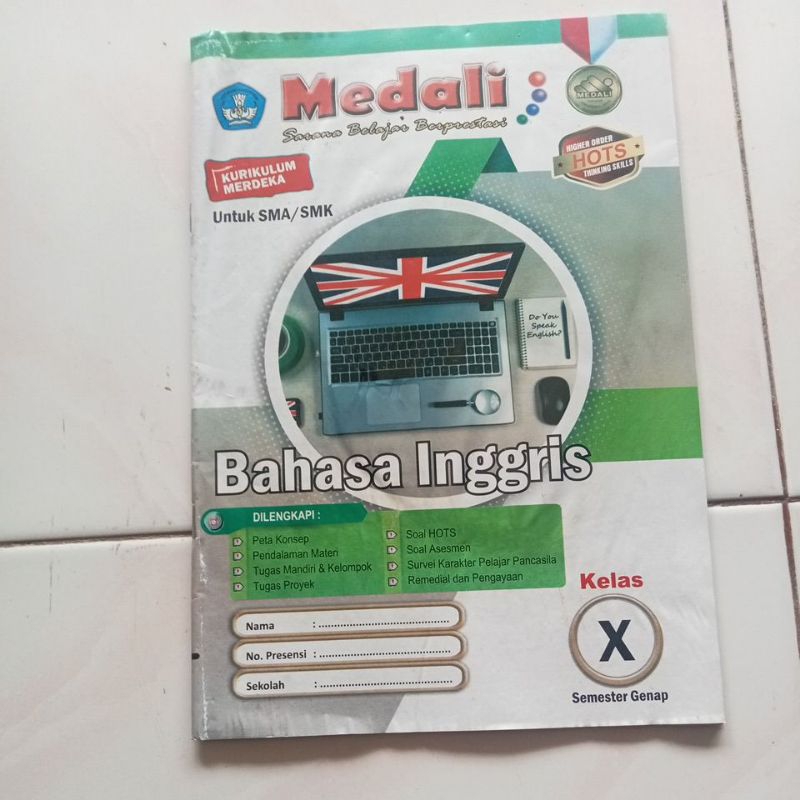 Medali
Sarana Belajar Berprestasi
MEDALI
HIGHER ORDER
HOTS
THINKING SKILLS
KURIKULUM
MERDEKA
Untuk SMA/SMK
Do You
Speak
English?
Bahasa Inggris
DILENGKAPI :
Peta Konsep
Pendalaman Materi
Tugas Mandiri & Kelompok
Tugas Proyek
Soal HOTS
Soal Asesmen
Survei Karakter Pelajar Pancasila
Remedial dan Pengayaan
Kelas
X
Semester Genap
Nama : ....................................
No. Presensi : ....................................
Sekolah : ....................................